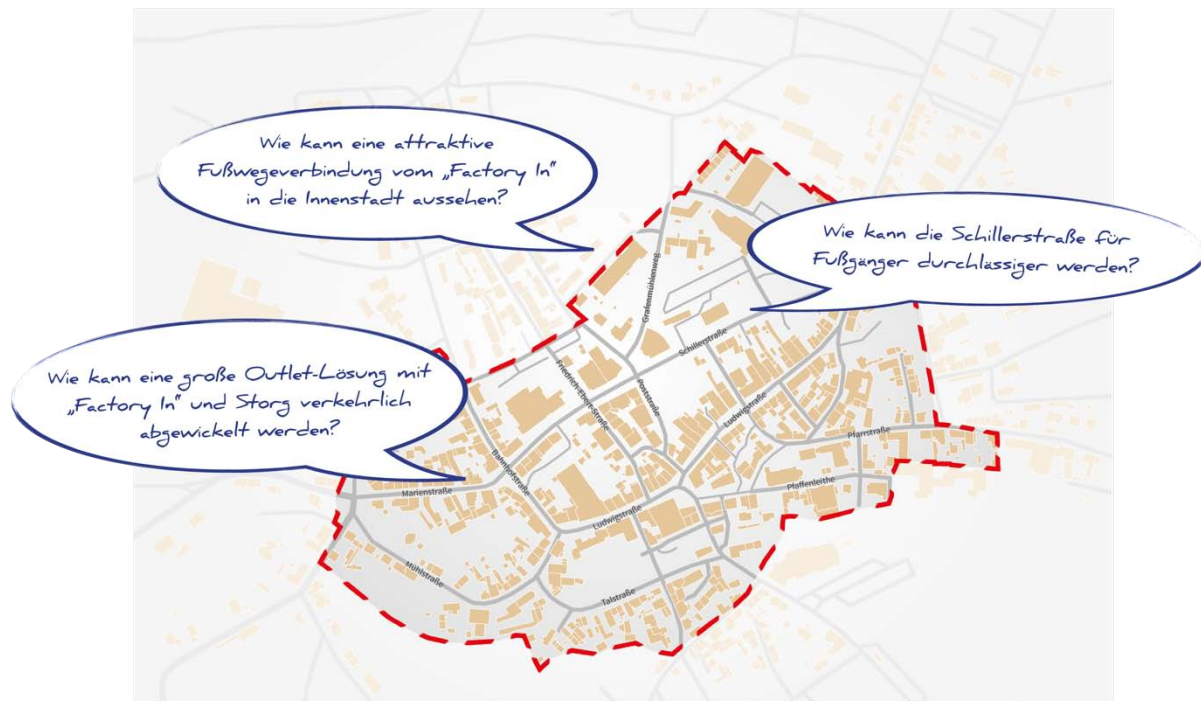 Wie kann eine attraktive
Fußwegeverbindung vom „Factory In“
in die Innenstadt aussehen?
Wie kann die Schillerstraße für
Fußgänger durchlässiger werden?
Wie kann eine große Outlet-Lösung mit
„Factory In“ und Storg verkehrlich
abgewickelt werden?
Grafenmühlenweg
Schillerstraße
Friedrich-Ebert-Straße
Poststraße
Ludwigstraße
Pfarrstraße
Bahnhofstraße
Marienstraße
Pfaffenleithe
Ludwigstraße
Mühlstraße
Talstraße